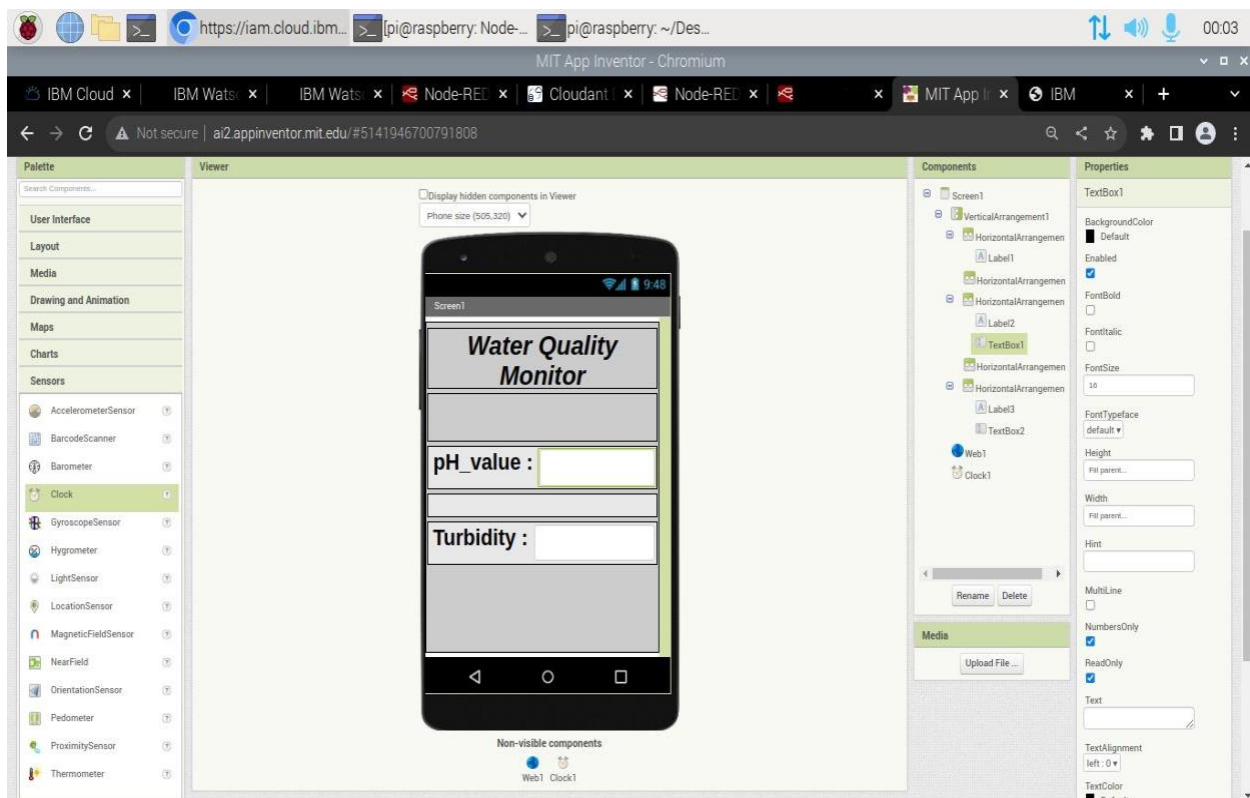 https://iam.cloud.ibm... [pi@raspberry: Node-... pi@raspberry: ~/Des... 00:03
MIT App Inventor - Chromium
IBM Cloud IBM Wats IBM Wats Node-RED Cloudant Node-RED MIT App In IBM
Not secure | ai2.appinventor.mit.edu/#5141946700791808
Palette
Search Components...
User Interface
Layout
Media
Drawing and Animation
Maps
Charts
Sensors
AccelerometerSensor
BarcodeScanner
Barometer
Clock
GyroscopeSensor
Hygrometer
LightSensor
LocationSensor
MagneticFieldSensor
NearField
OrientationSensor
Pedometer
ProximitySensor
Thermometer
Viewer
Display hidden components in Viewer
Phone size (505,320)
9:48
Screen1
Water Quality
Monitor
pH_value :
Turbidity :
Non-visible components
Web1 Clock1
Components
Screen1
VerticalArrangement1
HorizontalArrangemen
Label1
HorizontalArrangemen
HorizontalArrangemen
Label2
TextBox1
HorizontalArrangemen
HorizontalArrangemen
Label3
TextBox2
Web1
Clock1
Rename Delete
Media
Upload File ...
Properties
TextBox1
BackgroundColor
Default
Enabled
FontBold
FontItalic
FontSize
16
FontTypeface
default
Height
Fill parent...
Width
Fill parent...
Hint
MultiLine
NumbersOnly
ReadOnly
Text
TextAlignment
left : 0
TextColor